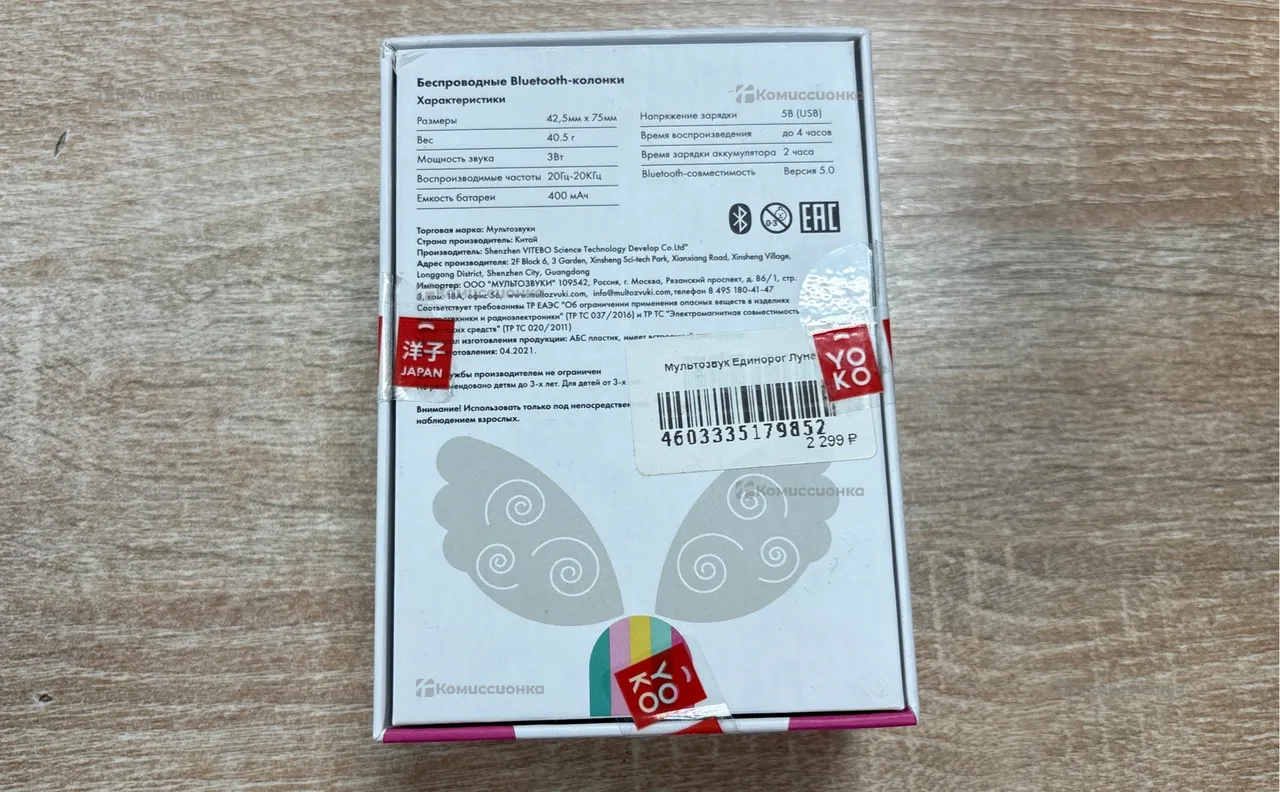 Беспроводные Bluetooth-колонки
Характеристики
Размеры 42,5мм x 75мм
Вес 40.5 г
Мощность звука 3Вт
Воспроизводимые частоты 20Гц-20КГц
Емкость батареи 400 мАч
Комиссионка
Напряжение зарядки 5В (USB)
Время воспроизведения до 4 часов
Время зарядки аккумулятора 2 часа
Bluetooth-совместимость Версия 5.0
0-3 EAC
Торговая марка: Мультозвуки
Страна производитель: Китай
Производитель: Shenzhen VITEBO Science Technology Develop Co.Ltd"
Адрес производителя: 2F Block 6, 3 Garden, Xinsheng Sci-tech Park, Xianxiang Road, Xinsheng Village,
Longgang District, Shenzhen City, Guangdong
Импортер: ООО "МУЛЬТОЗВУКИ" 109542, Россия, г. Москва, Рязанский проспект, д. 86/1, стр.
3, ком. 18А, офис 56, www.multozvuki.com, info@multozvuki.com, телефон 8 495 180-41-47
Комиссионка
Соответствует требованиям ТР ЕАЭС "Об ограничении применения опасных веществ в изделиях
и радиоэлектроники" (ТР ТС 037/2016) и ТР ТС "Электромагнитная совместимость
средств" (ТР ТС 020/2011)
изготовления продукции: АБС пластик, имеет
04.2021.
производителем не ограничен
детям до 3-х лет. Для детей от 3-х
Внимание! Использовать только под
наблюдением взрослых.
洋子
JAPAN
Мультозвук Единорог Луна
4603335179852
2 299 ₽
YO
KO
Комиссионка
Комиссионка
YO
KO